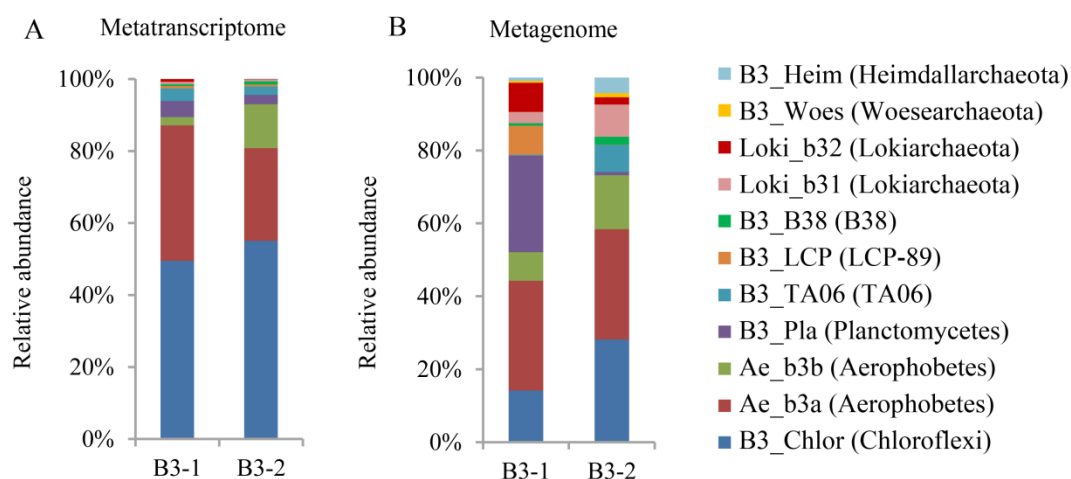 A
Metatranscriptome
Relative abundance
100%
80%
60%
40%
20%
0%
B3-1
B3-2
B
Metagenome
Relative abundance
100%
80%
60%
40%
20%
0%
B3-1
B3-2
B3_Heim (Heimdallarchaeota)
B3_Woes (Woesearchaeota)
Loki_b32 (Lokiarchaeota)
Loki_b31 (Lokiarchaeota)
B3_B38 (B38)
B3_LCP (LCP-89)
B3_TA06 (TA06)
B3_Pla (Planctomycetes)
Ae_b3b (Aerophobetes)
Ae_b3a (Aerophobetes)
B3_Chlor (Chloroflexi)